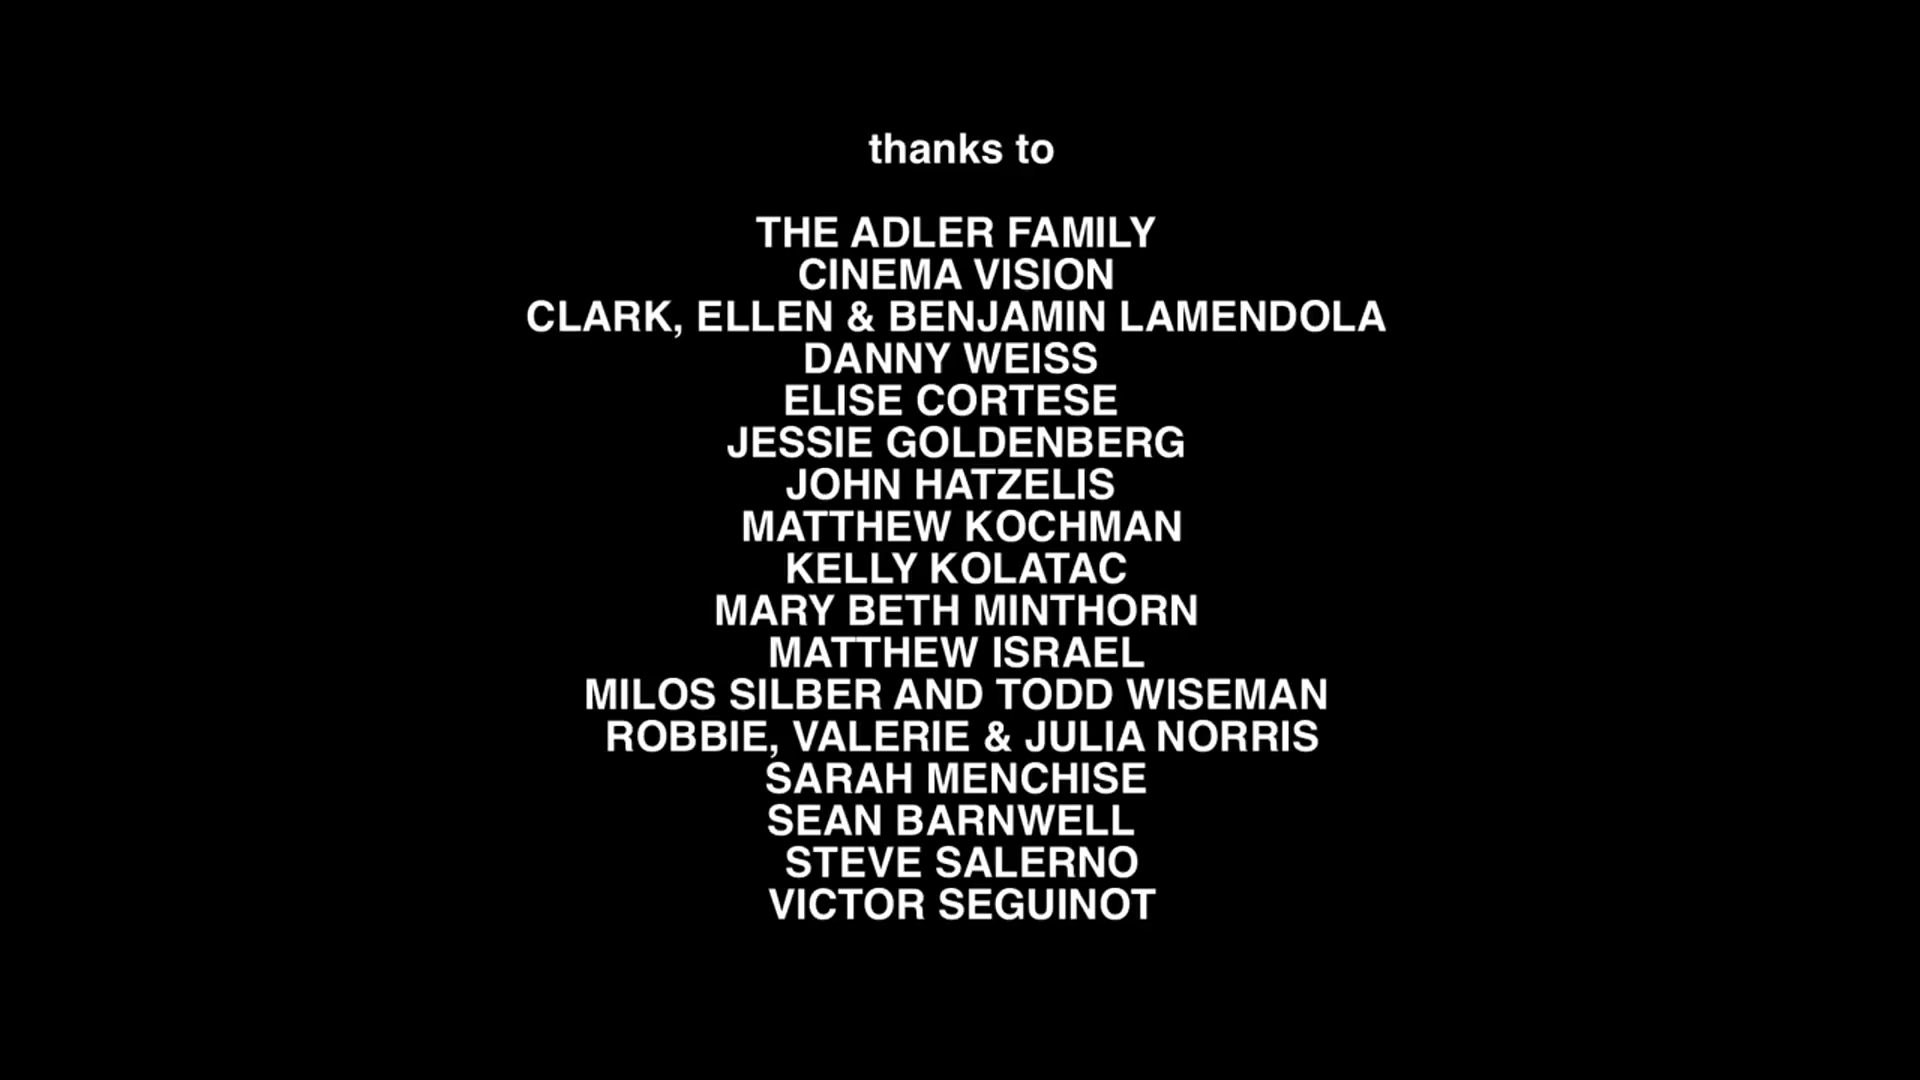 thanks to
THE ADLER FAMILY
CINEMA VISION
CLARK, ELLEN & BENJAMIN LAMENDOLA
DANNY WEISS
ELISE CORTESE
JESSIE GOLDENBERG
JOHN HATZELIS
MATTHEW KOCHMAN
KELLY KOLATAC
MARY BETH MINTHORN
MATTHEW ISRAEL
MILOS SILBER AND TODD WISEMAN
ROBBIE, VALERIE & JULIA NORRIS
SARAH MENCHISE
SEAN BARNWELL
STEVE SALERNO
VICTOR SEGUINOT